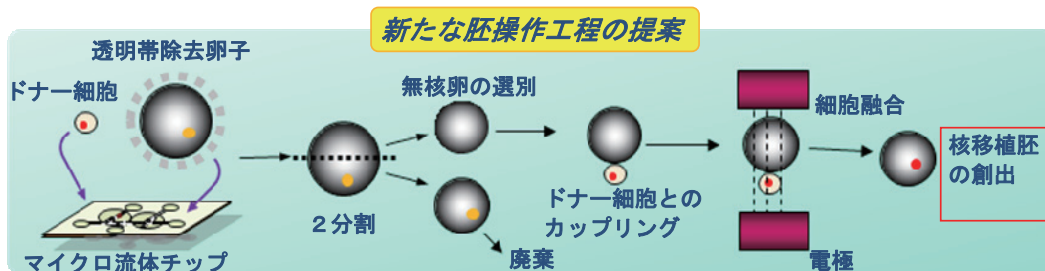 新たな胚操作工程の提案
透明帯除去卵子
ドナー細胞
マイクロ流体チップ
2分割
無核卵の選別
廃棄
ドナー細胞との
カップリング
細胞融合
電極
核移植胚
の創出